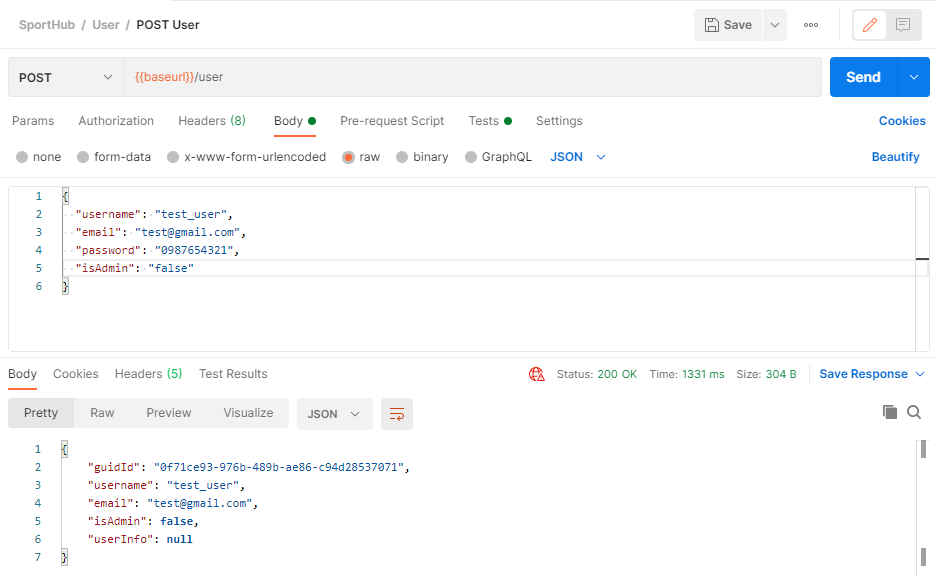 SportHub / User / POST User
Save
POST {{baseurl}}/user Send
Params Authorization Headers (8) Body Pre-request Script Tests Settings Cookies
none form-data x-www-form-urlencoded raw binary GraphQL JSON Beautify
1 {
2 "username": "test_user",
3 "email": "test@gmail.com",
4 "password": "0987654321",
5 "isAdmin": "false"
6 }
Body Cookies Headers (5) Test Results Status: 200 OK Time: 1331 ms Size: 304 B Save Response
Pretty Raw Preview Visualize JSON
1 {
2 "guidId": "0f71ce93-976b-489b-ae86-c94d28537071",
3 "username": "test_user",
4 "email": "test@gmail.com",
5 "isAdmin": false,
6 "userInfo": null
7 }